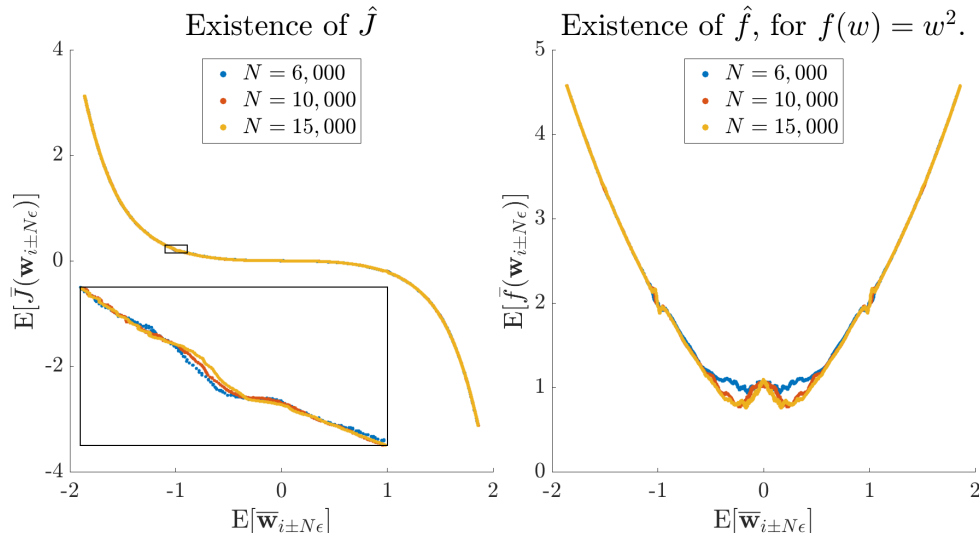 Existence of Ĵ
N = 6,000
N = 10,000
N = 15,000
4
2
0
-2
-4
-2
-1
0
1
2
E[J̄(𝐰_{i±Nϵ})]
E[𝐰̅_{i±Nϵ}]
Existence of f̂, for f(w) = w².
N = 6,000
N = 10,000
N = 15,000
5
4
3
2
1
0
-2
-1
0
1
2
E[f̄(𝐰_{i±Nϵ})]
E[𝐰̅_{i±Nϵ}]